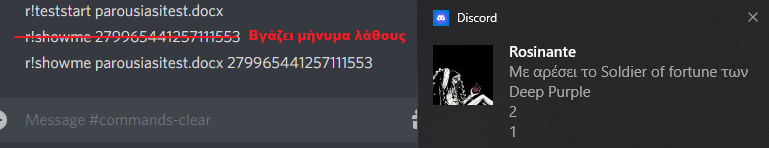 r!teststart parousiasitest.docx
r!showme 279965441257111553 Βγάζει μήνυμα λάθους
r!showme parousiasitest.docx 279965441257111553
Message #commands-clear
Discord
Rosinante
Με αρέσει το Soldier of fortune των
Deep Purple
2
1